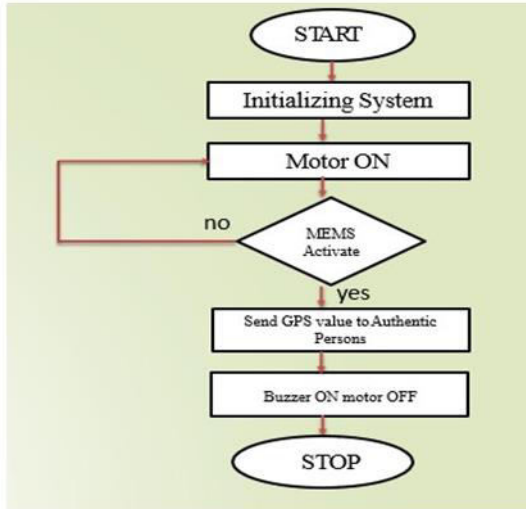 START
Initializing System
Motor ON
no
MEMS
Activate
yes
Send GPS value to Authentic
Persons
Buzzer ON motor OFF
STOP